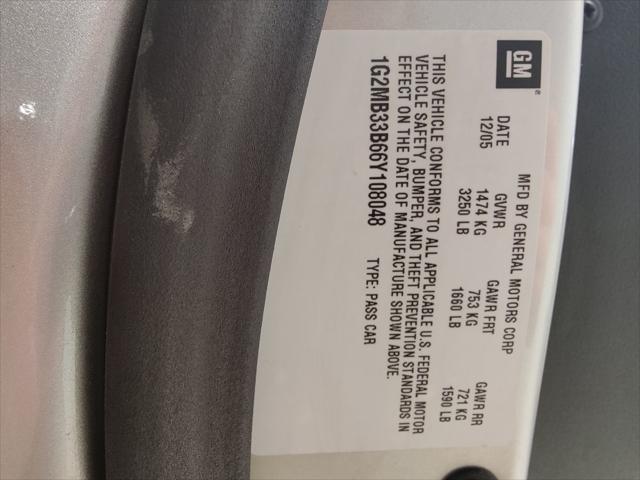 GM
MFD BY GENERAL MOTORS CORP
DATE GVWR GAWR FRT GAWR RR
12/05 1474 KG 753 KG 721 KG
3250 LB 1660 LB 1590 LB
THIS VEHICLE CONFORMS TO ALL APPLICABLE U.S. FEDERAL MOTOR
VEHICLE SAFETY, BUMPER, AND THEFT PREVENTION STANDARDS IN
EFFECT ON THE DATE OF MANUFACTURE SHOWN ABOVE.
1G2MB33B66Y108048 TYPE: PASS CAR